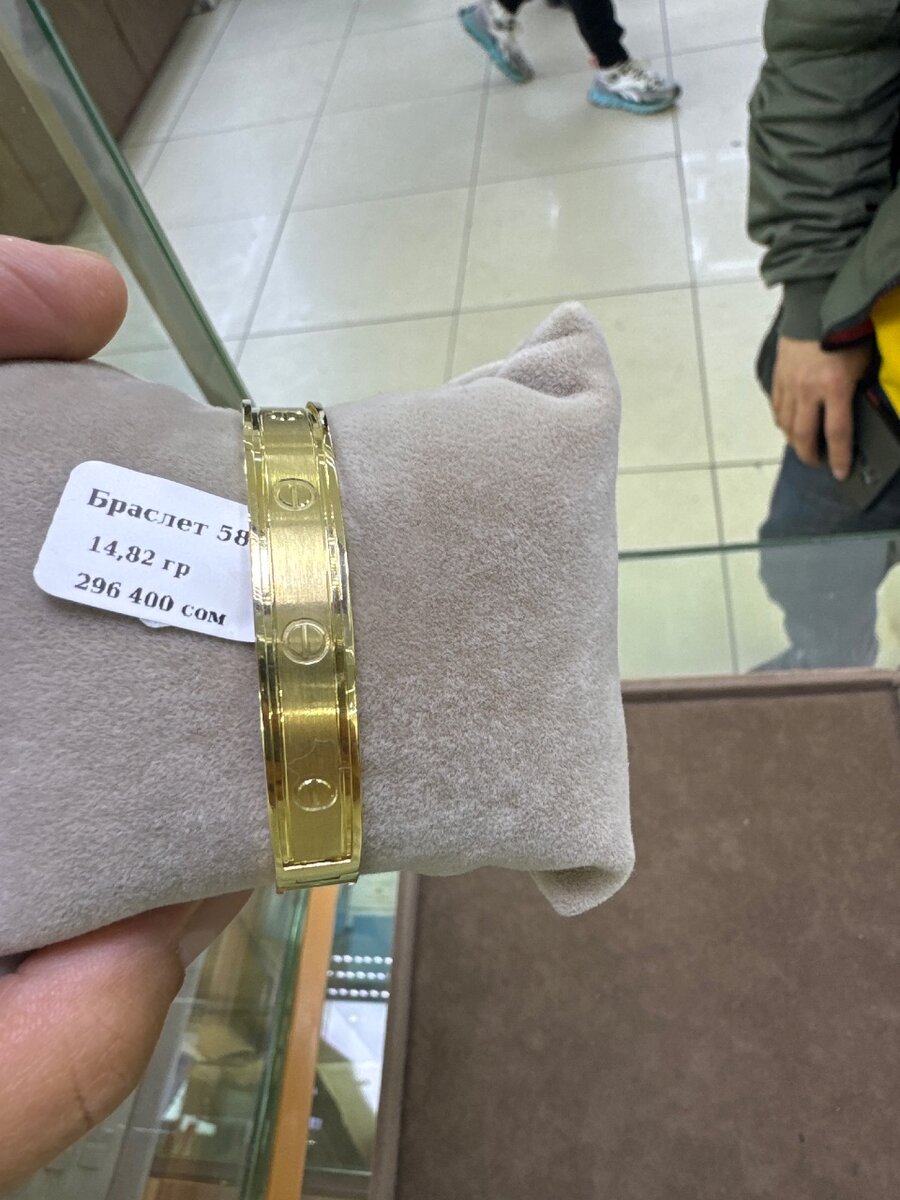 Браслет 58
14,82 гр
296 400 сом